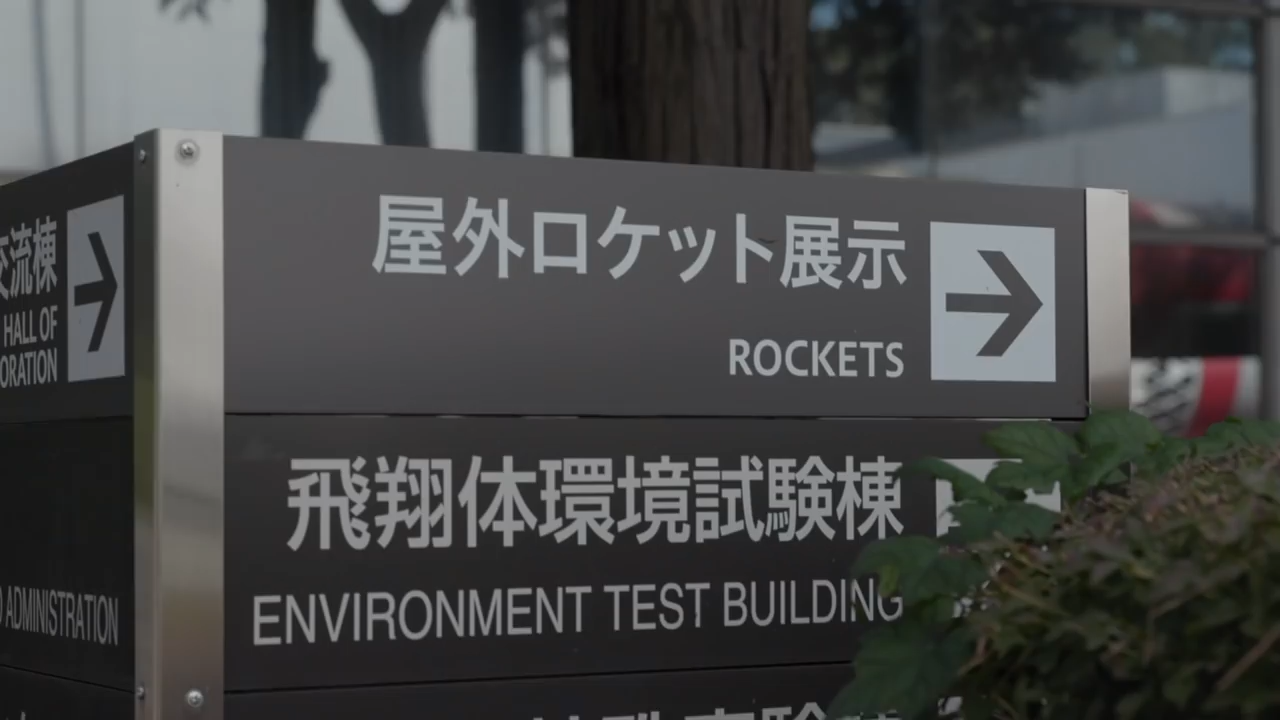 交流棟
HALL OF
ORATION
屋外ロケット展示
ROCKETS
飛翔体環境試験棟
ENVIRONMENT TEST BUILDING
ADMINISTRATION